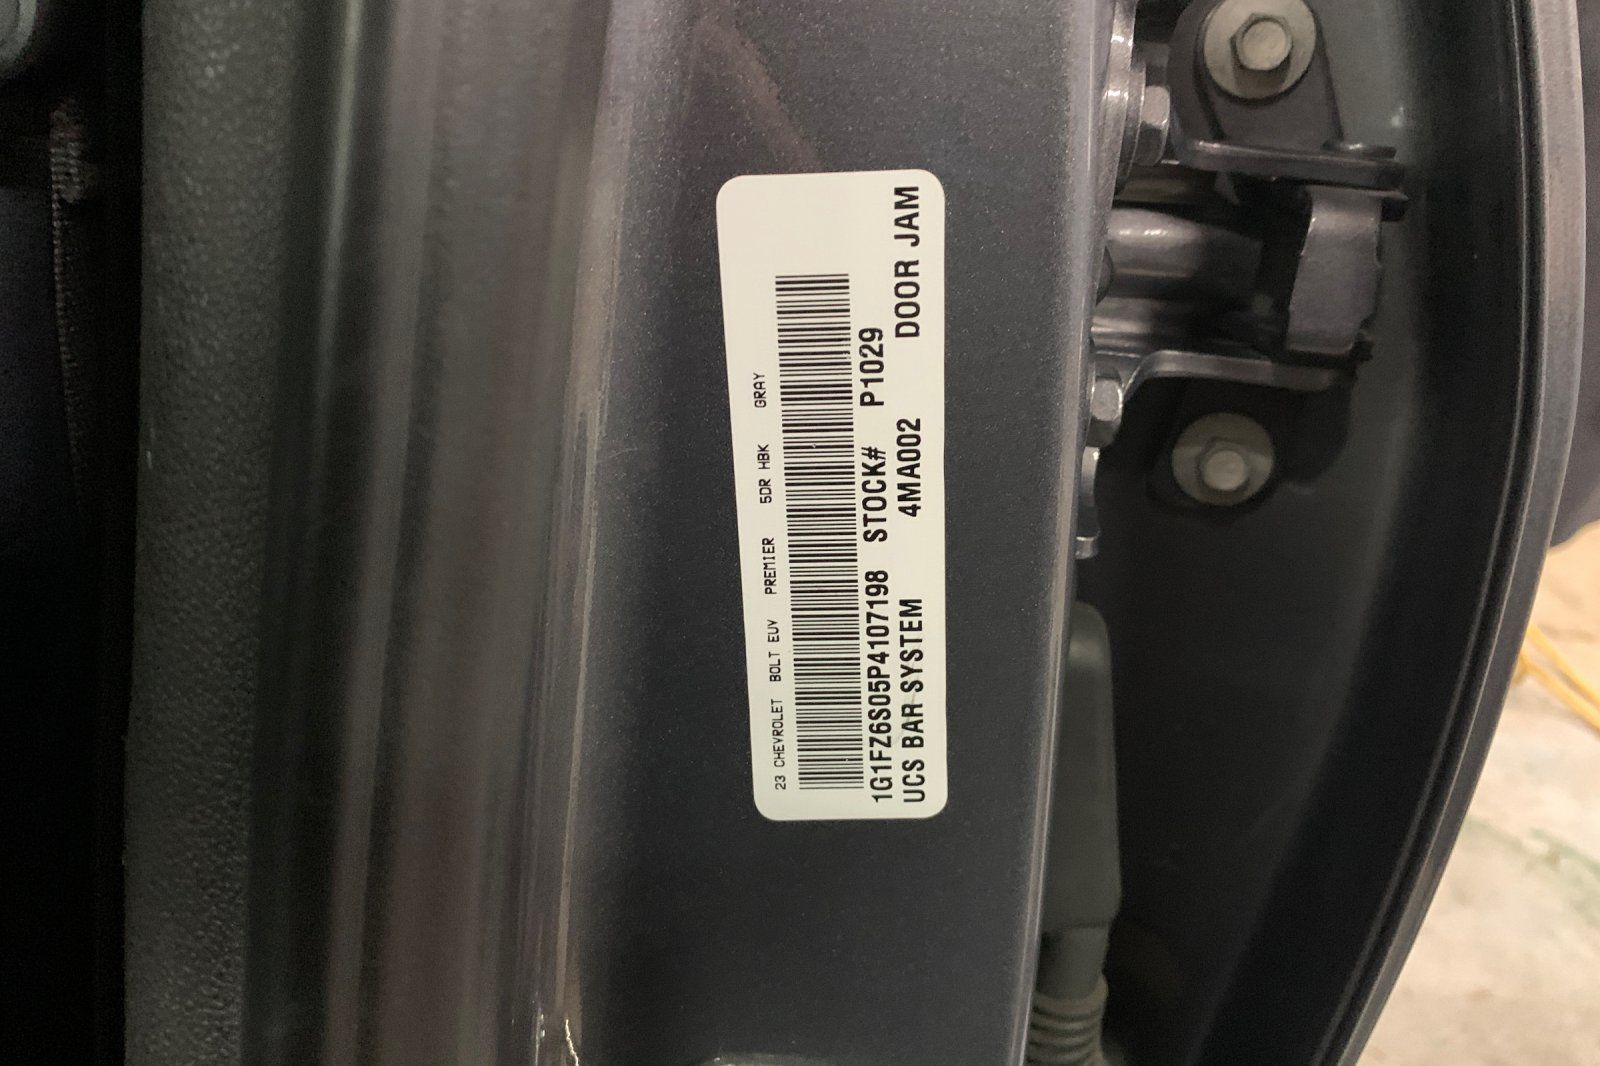 23 CHEVROLET BOLT EUV PREMIER 5DR HBK GRAY
1G1FZ6S05P4107198 STOCK# P1029
UCS BAR-SYSTEM 4MA002 DOOR JAM